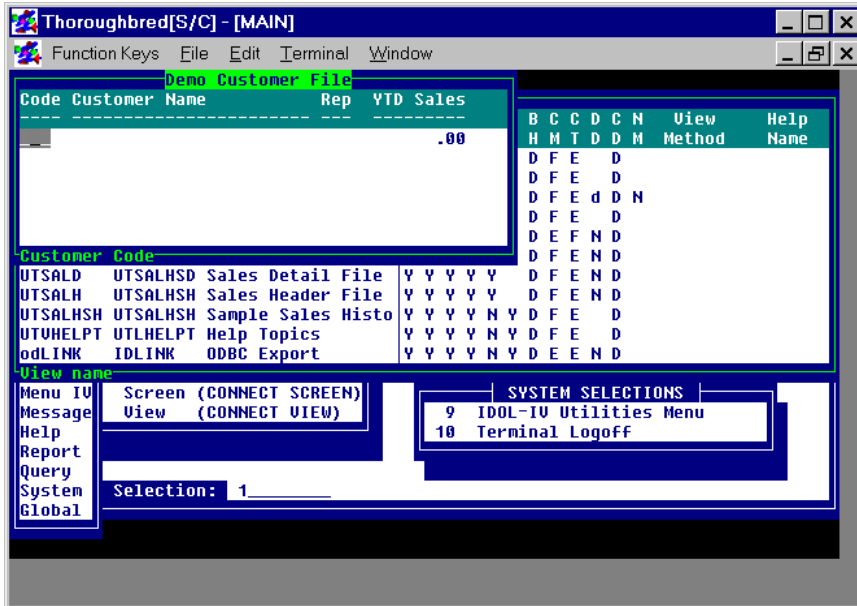 Thoroughbred[S/C] - [MAIN]
Function Keys File Edit Terminal Window
Demo Customer File
Code Customer Name Rep YTD Sales
---- ------------------------ --- ---------
.00
Customer Code
B C C D C N View Help
H M T D D M Method Name
D F E D
D F E D
D F E d D N
D F E D
D E F N D
D F E N D
UTSALD UTSALHSD Sales Detail File Y Y Y Y Y D F E N D
UTSALH UTSALHSH Sales Header File Y Y Y Y Y D F E N D
UTSALHSH UTSALHSH Sample Sales Histo Y Y Y Y N Y D F E D
UTVHELPT UTLHELPT Help Topics Y Y Y Y N Y D F E D
odLINK IDLINK ODBC Export Y Y Y Y N Y D E E N D
View name
Menu IV Screen (CONNECT SCREEN)
Message View (CONNECT VIEW)
Help
Report
Query
System
Global
SYSTEM SELECTIONS
9 IDOL-IV Utilities Menu
10 Terminal Logoff
Selection: 1_________